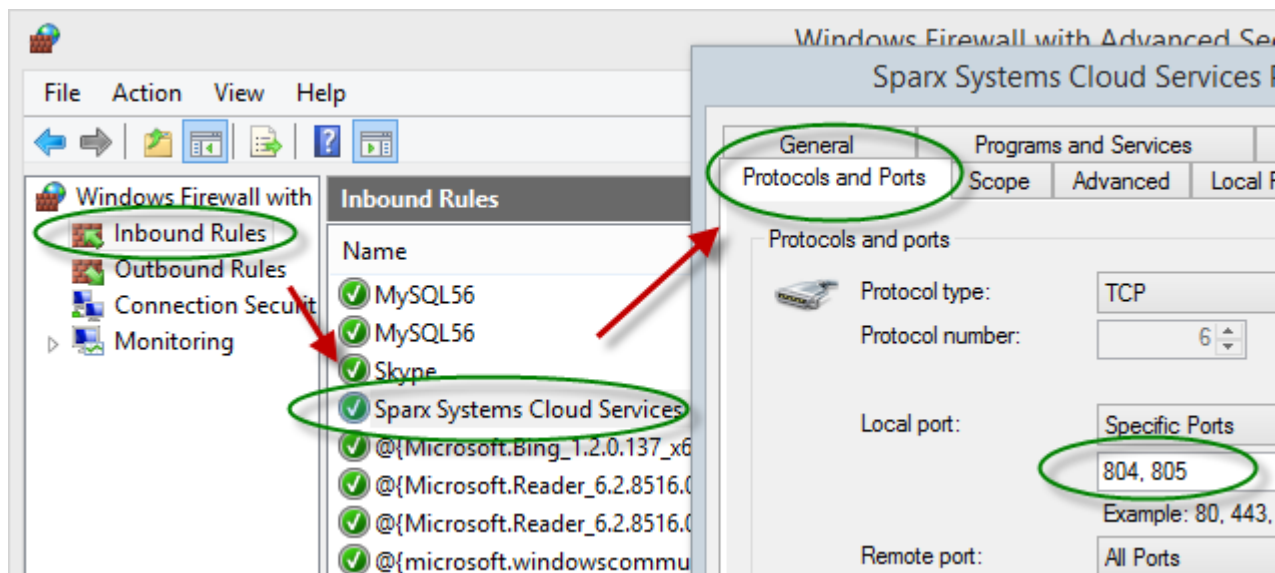 Windows Firewall with Advanced Se
Sparx Systems Cloud Services
File Action View Help
General Programs and Services
Protocols and Ports Scope Advanced Local
Windows Firewall with
Inbound Rules
Outbound Rules
Connection Securit
Monitoring
Inbound Rules
Name
MySQL56
MySQL56
Skype
Sparx Systems Cloud Services
@{Microsoft.Bing_1.2.0.137_x6
@{Microsoft.Reader_6.2.8516.0
@{Microsoft.Reader_6.2.8516.0
@{microsoft.windowscommu
Protocols and ports
Protocol type: TCP
Protocol number: 6
Local port: Specific Ports
804, 805
Example: 80, 443,
Remote port: All Ports